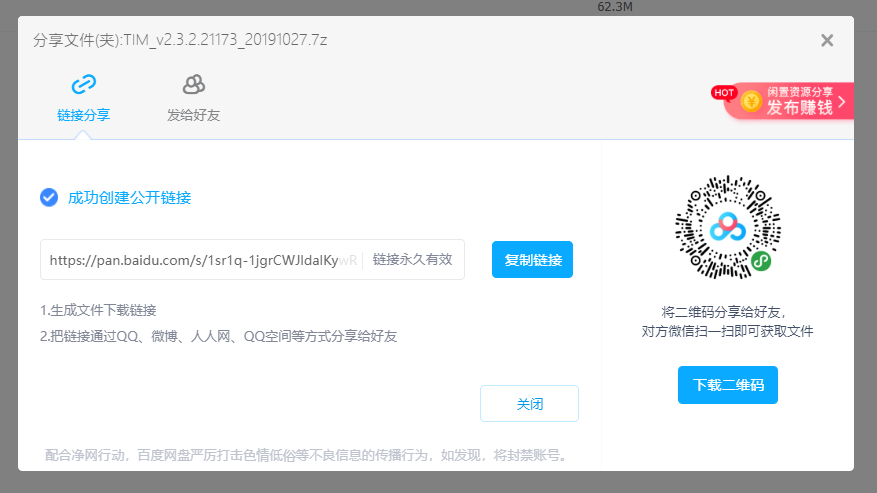 62.3M
分享文件(夹):TIM_v2.3.2.21173_20191027.7z
链接分享
发给好友
HOT
闲置资源分享
发布赚钱
成功创建公开链接
https://pan.baidu.com/s/1sr1q-1jgrCWJldalKywR
链接永久有效
复制链接
1.生成文件下载链接
2.把链接通过QQ、微博、人人网、QQ空间等方式分享给好友
将二维码分享给好友，
对方微信扫一扫即可获取文件
下载二维码
关闭
配合净网行动，百度网盘严厉打击色情低俗等不良信息的传播行为，如发现，将封禁账号。